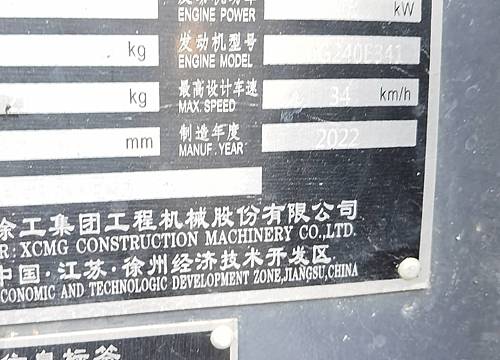 ENGINE POWER kW
kg 发动机型号
ENGINE MODEL G240E341
kg 最高设计车速 34 km/h
MAX. SPEED
mm 制造年度 2022
MANUF. YEAR
徐工集团工程机械股份有限公司
R: XCMG CONSTRUCTION MACHINERY CO.,LTD.
中国·江苏·徐州经济技术开发区
CONOMIC AND TECHNOLOGIC DEVELOPMENT ZONE,JIANGSU,CHINA